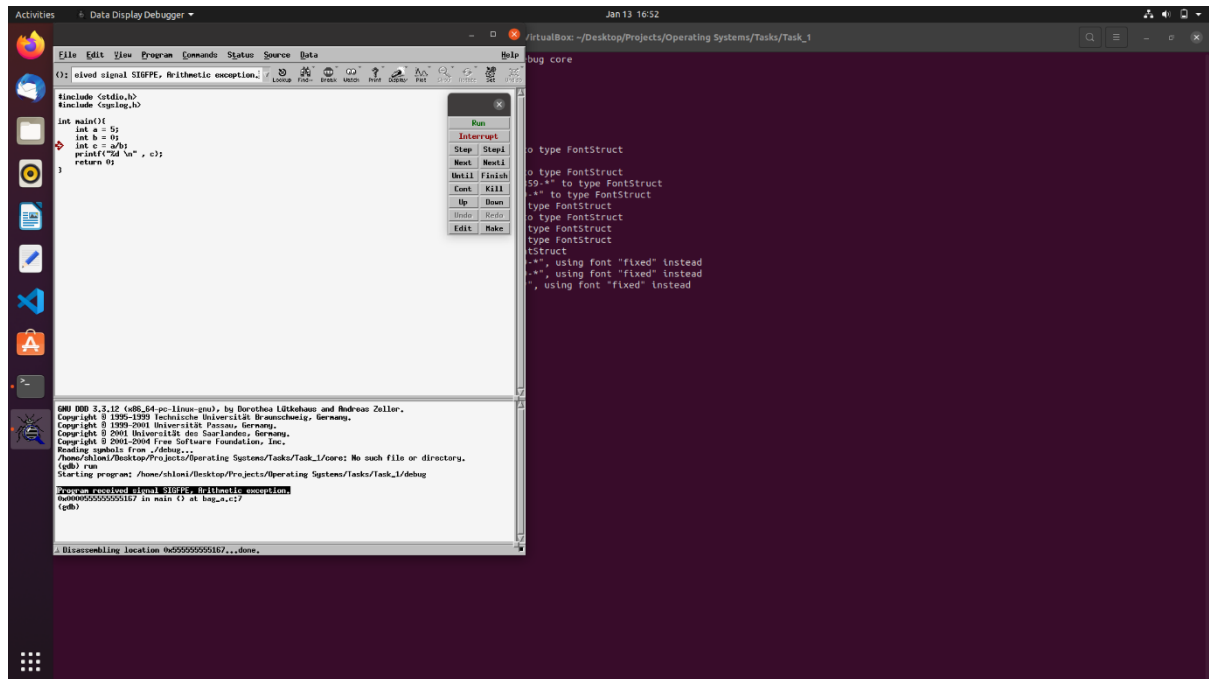 Activities
Data Display Debugger
Jan 13 16:52
/irtualBox: ~/Desktop/Projects/Operating Systems/Tasks/Task_1
File Edit View Program Commands Status Source Data Help
(): eived signal SIGFPE, Arithmetic exception.
Lookup Find>> Break Watch Print Display Plot Set
#include <stdio.h>
#include <syslog.h>
int main(){
int a = 5;
int b = 0;
int c = a/b;
printf("%d \n" , c);
return 0;
}
Run
Interrupt
Step Stepi
Next Nexti
Until Finish
Cont Kill
Up Down
Undo Redo
Edit Make
bug core
o type FontStruct
o type FontStruct
859-*" to type FontStruct
-*" to type FontStruct
type FontStruct
o type FontStruct
type FontStruct
type FontStruct
tStruct
-*", using font "fixed" instead
-*", using font "fixed" instead
", using font "fixed" instead
GNU DDD 3.3.12 (x86_64-pc-linux-gnu), by Dorothea Lütkehaus and Andreas Zeller.
Copyright © 1995-1999 Technische Universität Braunschweig, Germany.
Copyright © 1999-2001 Universität Passau, Germany.
Copyright © 2001 Universität des Saarlandes, Germany.
Copyright © 2001-2004 Free Software Foundation, Inc.
Reading symbols from ./debug...
/home/shlomi/Desktop/Projects/Operating Systems/Tasks/Task_1/core: No such file or directory.
(gdb) run
Starting program: /home/shlomi/Desktop/Projects/Operating Systems/Tasks/Task_1/debug
Program received signal SIGFPE, Arithmetic exception.
0x0000555555555167 in main () at bag_a.c:7
(gdb)
Disassembling location 0x555555555167...done.